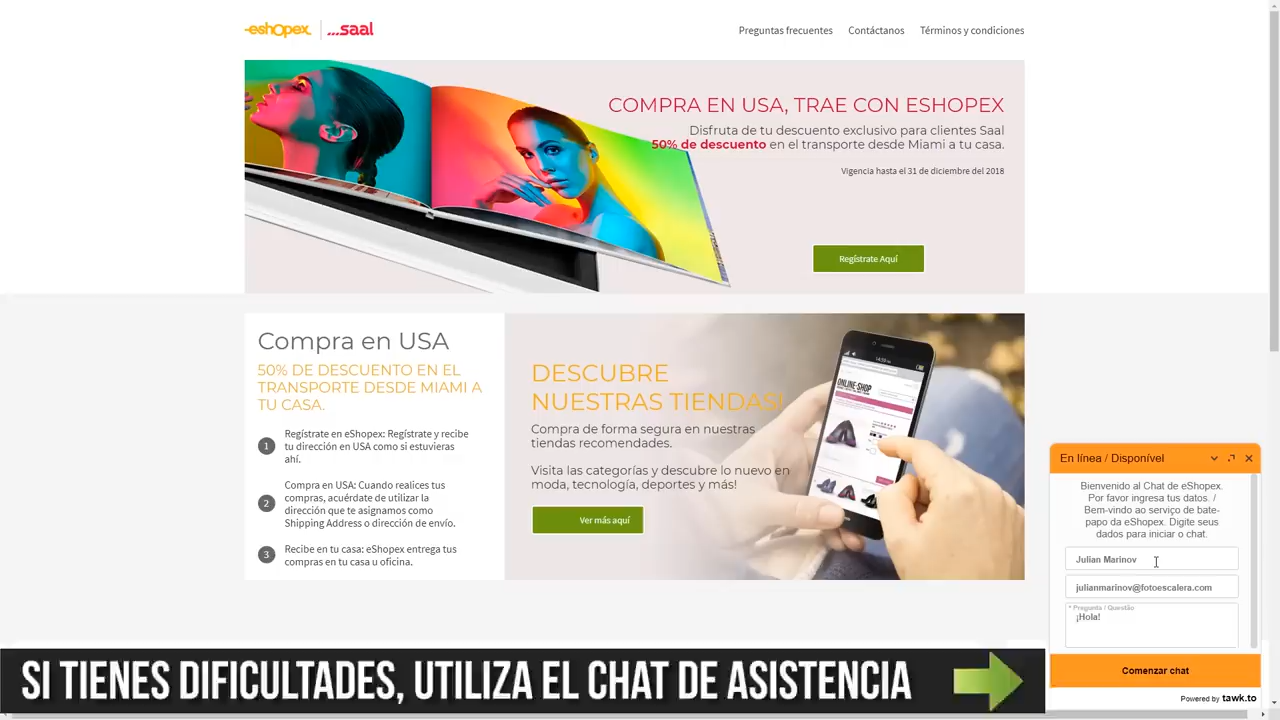 eshopex
...saal
Preguntas frecuentes
Contáctanos
Términos y condiciones
COMPRA EN USA, TRAE CON ESHOPEX
Disfruta de tu descuento exclusivo para clientes Saal
50% de descuento en el transporte desde Miami a tu casa.
Vigencia hasta el 31 de diciembre del 2018
Regístrate Aquí
Compra en USA
50% DE DESCUENTO EN EL
TRANSPORTE DESDE MIAMI A
TU CASA.
1
Regístrate en eShopex: Regístrate y recibe
tu dirección en USA como si estuvieras
ahí.
2
Compra en USA: Cuando realices tus
compras, acuérdate de utilizar la
dirección que te asignamos como
Shipping Address o dirección de envío.
3
Recibe en tu casa: eShopex entrega tus
compras en tu casa u oficina.
DESCUBRE
NUESTRAS TIENDAS!
Compra de forma segura en nuestras
tiendas recomendades.
Visita las categorías y descubre lo nuevo en
moda, tecnología, deportes y más!
Ver más aquí
ONLINE-SHOP
En línea / Disponível
Bienvenido al Chat de eShopex.
Por favor ingresa tus datos. /
Bem-vindo ao serviço de bate-
papo da eShopex. Digite seus
dados para iniciar o chat.
Julian Marinov
julianmarinov@fotoescalera.com
* Pregunta / Questão
¡Hola!
Comenzar chat
Powered by tawk.to
SI TIENES DIFICULTADES, UTILIZA EL CHAT DE ASISTENCIA